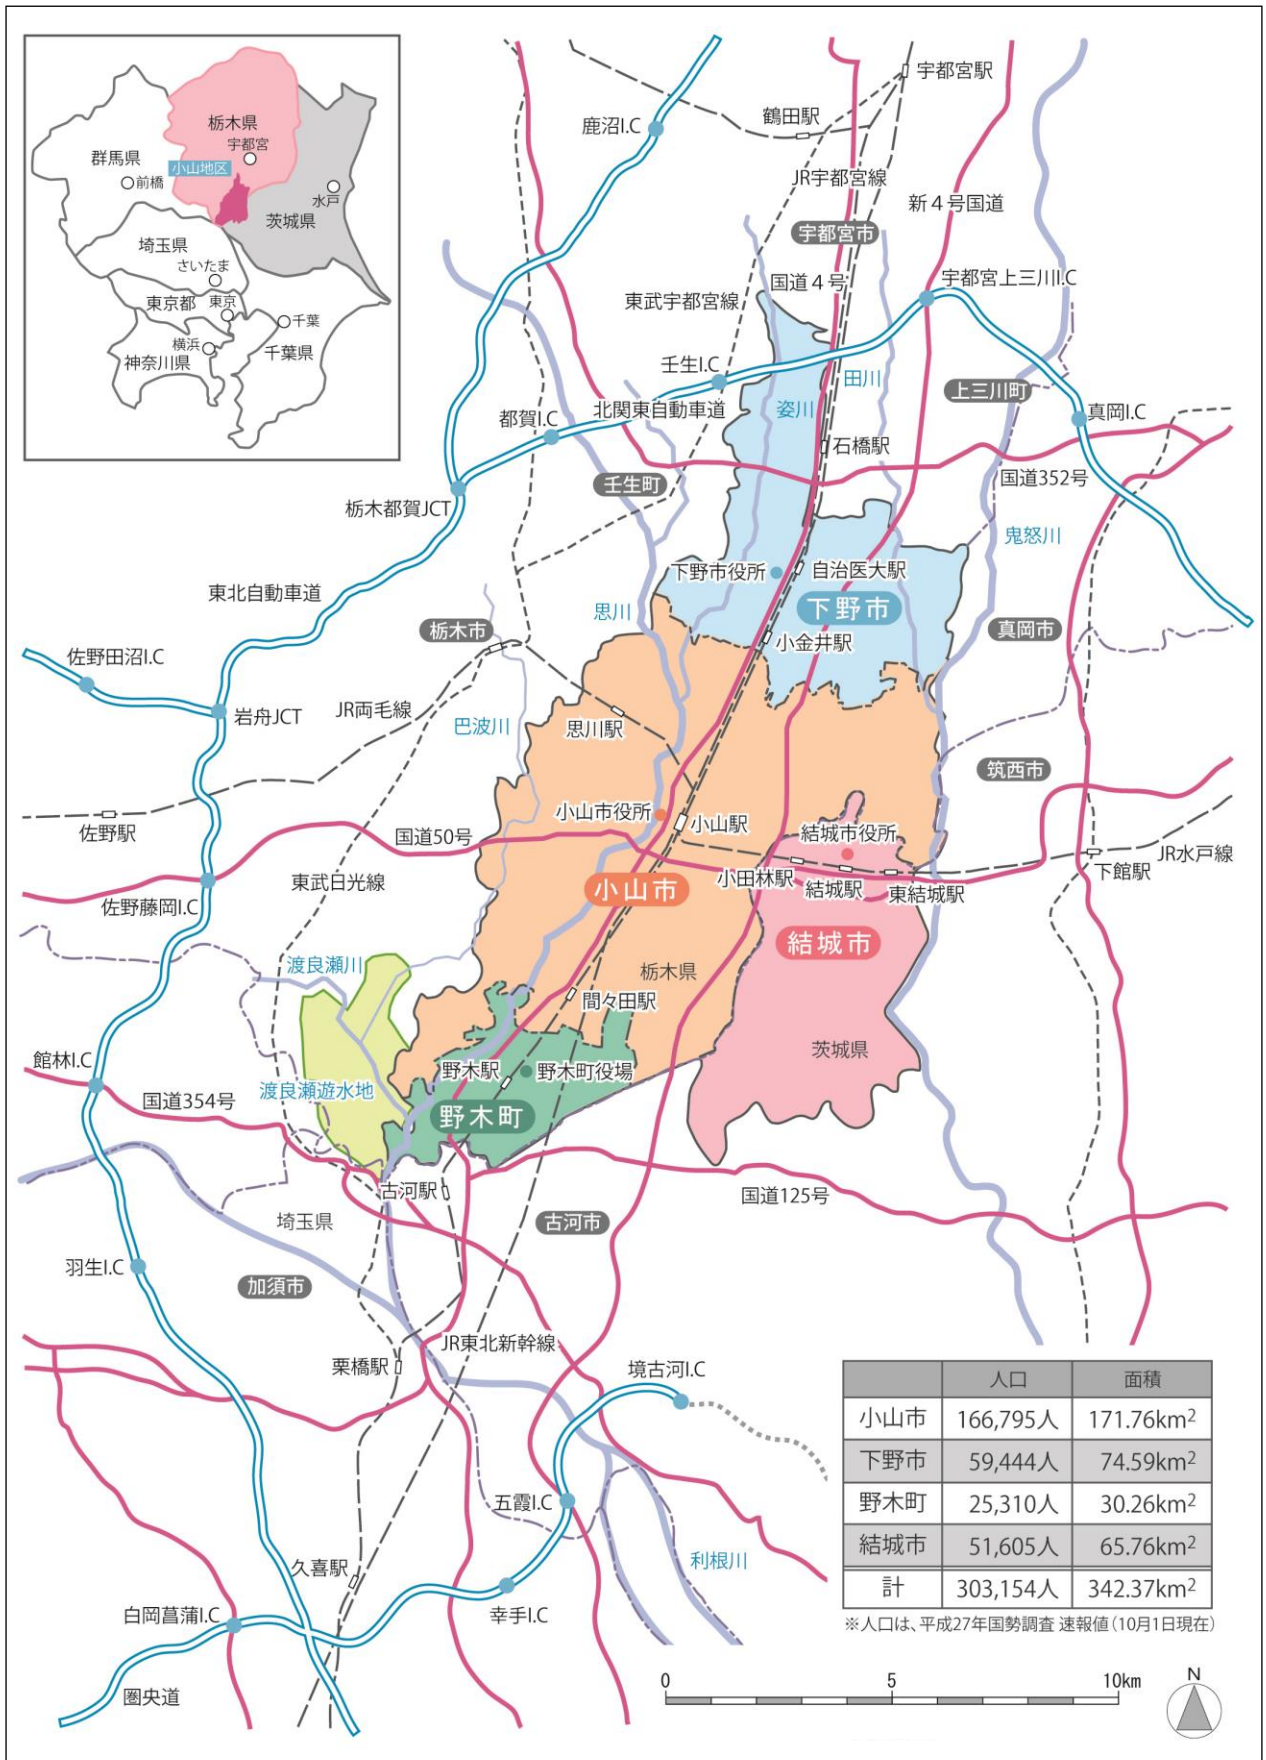 栃木県
宇都宮
群馬県
小山地区
前橋
水戸
茨城県
埼玉県
さいたま
東京都
東京
千葉
横浜
神奈川県
千葉県
宇都宮駅
鶴田駅
鹿沼I.C
JR宇都宮線
新4号国道
宇都宮市
国道4号
宇都宮上三川I.C
東武宇都宮線
壬生I.C
田川
上三川町
北関東自動車道
姿川
都賀I.C
真岡I.C
石橋駅
国道352号
壬生町
栃木都賀JCT
鬼怒川
下野市役所
自治医大駅
東北自動車道
下野市
思川
栃木市
真岡市
小金井駅
佐野田沼I.C
岩舟JCT
JR両毛線
巴波川
思川駅
筑西市
小山市役所
小山駅
佐野駅
国道50号
結城市役所
JR水戸線
下館駅
東武日光線
小田林駅
結城駅
東結城駅
小山市
佐野藤岡I.C
結城市
渡良瀬川
栃木県
間々田駅
茨城県
館林I.C
野木駅
野木町役場
国道354号
渡良瀬遊水地
野木町
古河駅
国道125号
埼玉県
古河市
羽生I.C
加須市
JR東北新幹線
栗橋駅
境古河I.C
人口 面積
小山市 166,795人 171.76km²
下野市 59,444人 74.59km²
野木町 25,310人 30.26km²
結城市 51,605人 65.76km²
計 303,154人 342.37km²
※人口は、平成27年国勢調査 速報値(10月1日現在)
五霞I.C
利根川
久喜駅
白岡菖蒲I.C
幸手I.C
圏央道
0 5 10km
N